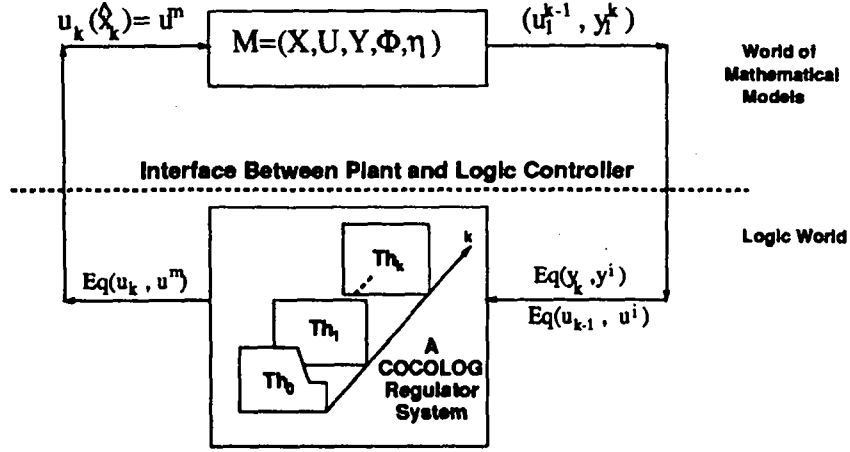 u_k(x̂_k)= u^m
M=(X,U,Y,Φ,η)
(u_1^{k-1}, y_1^k)
World of
Mathematical
Models
Interface Between Plant and Logic Controller
Logic World
k
Th_k
Eq(u_k, u^m)
Eq(y_k, y^i)
Eq(u_{k-1}, u^i)
Th_1
Th_0
A
COCOLOG
Regulator
System